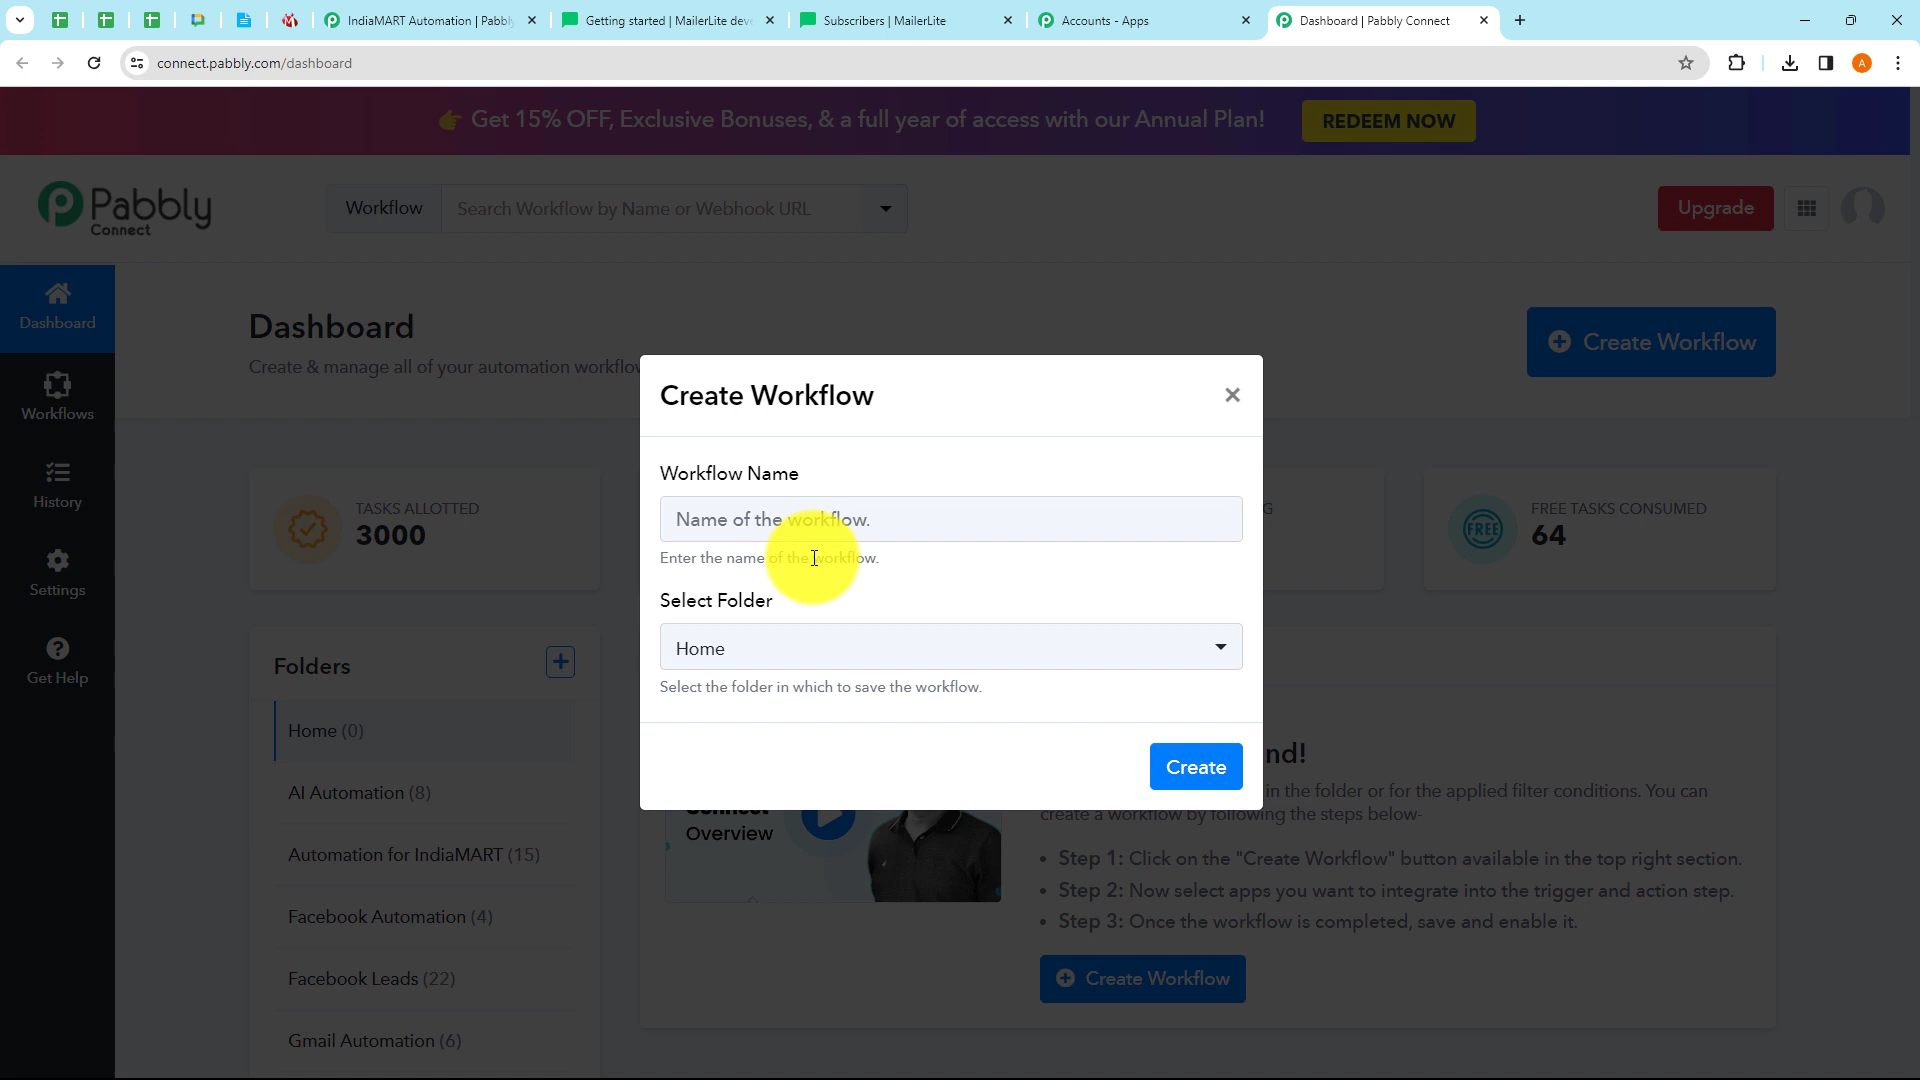 IndiaMART Automation | Pabbly
Getting started | MailerLite deve
Subscribers | MailerLite
Accounts - Apps
Dashboard | Pabbly Connect
connect.pabbly.com/dashboard
A
👉 Get 15% OFF, Exclusive Bonuses, & a full year of access with our Annual Plan!
REDEEM NOW
Pabbly
Connect
Workflow
Search Workflow by Name or Webhook URL
Upgrade
Dashboard
Workflows
History
Settings
Get Help
Dashboard
Create & manage all of your automation workflow
Create Workflow
TASKS ALLOTTED
3000
G
FREE
FREE TASKS CONSUMED
64
Create Workflow
Workflow Name
Name of the workflow.
Enter the name of the workflow.
Select Folder
Home
Select the folder in which to save the workflow.
Create
Folders
Home (0)
AI Automation (8)
Automation for IndiaMART (15)
Facebook Automation (4)
Facebook Leads (22)
Gmail Automation (6)
Connect
Overview
nd!
in the folder or for the applied filter conditions. You can
create a workflow by following the steps below-
• Step 1: Click on the "Create Workflow" button available in the top right section.
• Step 2: Now select apps you want to integrate into the trigger and action step.
• Step 3: Once the workflow is completed, save and enable it.
Create Workflow